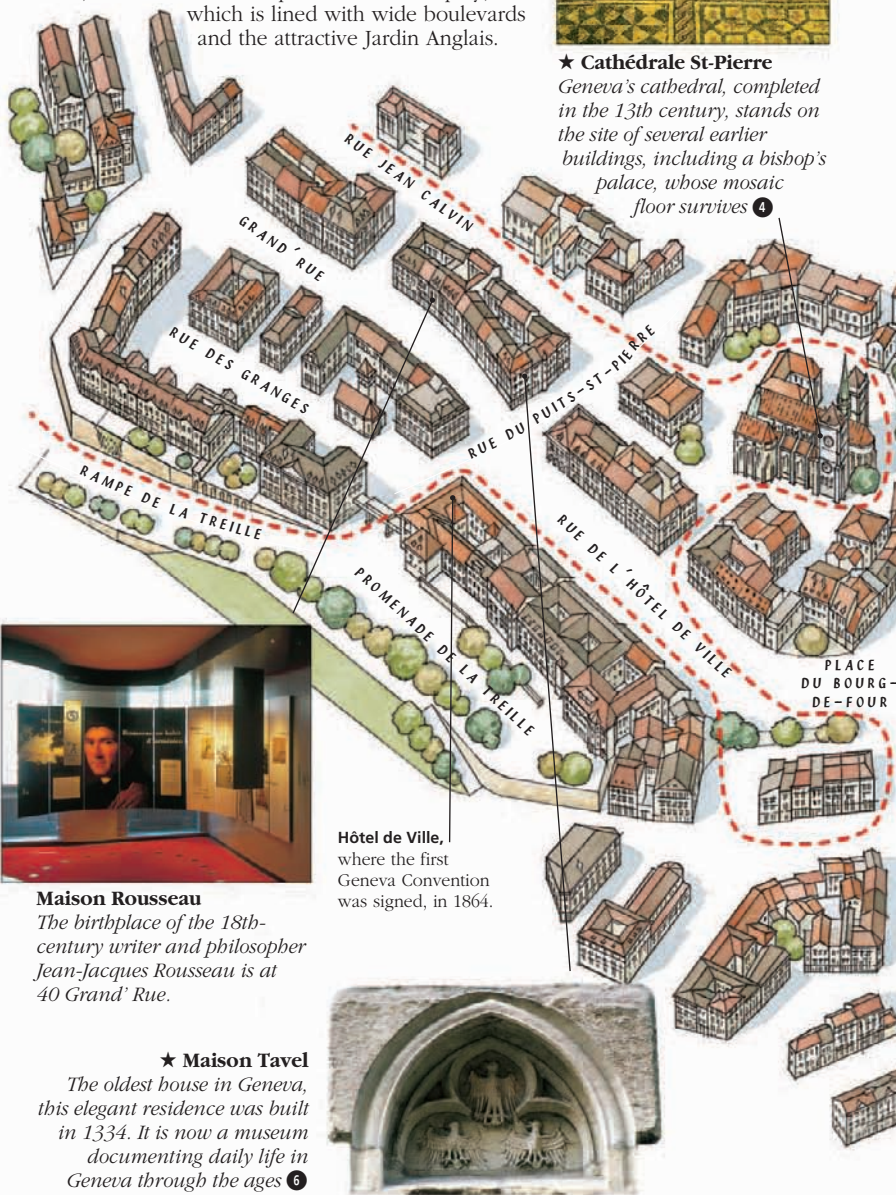 which is lined with wide boulevards
and the attractive Jardin Anglais.
★ Cathédrale St-Pierre
Geneva's cathedral, completed
in the 13th century, stands on
the site of several earlier
buildings, including a bishop's
palace, whose mosaic
floor survives 4
RUE JEAN CALVIN
GRAND'RUE
RUE DES GRANGES
RUE DU PUITS-ST-PIERRE
RAMPE DE LA TREILLE
PROMENADE DE LA TREILLE
RUE DE L'HÔTEL DE VILLE
PLACE
DU BOURG-
DE-FOUR
Hôtel de Ville,
where the first
Geneva Convention
was signed, in 1864.
Maison Rousseau
The birthplace of the 18th-
century writer and philosopher
Jean-Jacques Rousseau is at
40 Grand' Rue.
★ Maison Tavel
The oldest house in Geneva,
this elegant residence was built
in 1334. It is now a museum
documenting daily life in
Geneva through the ages 6